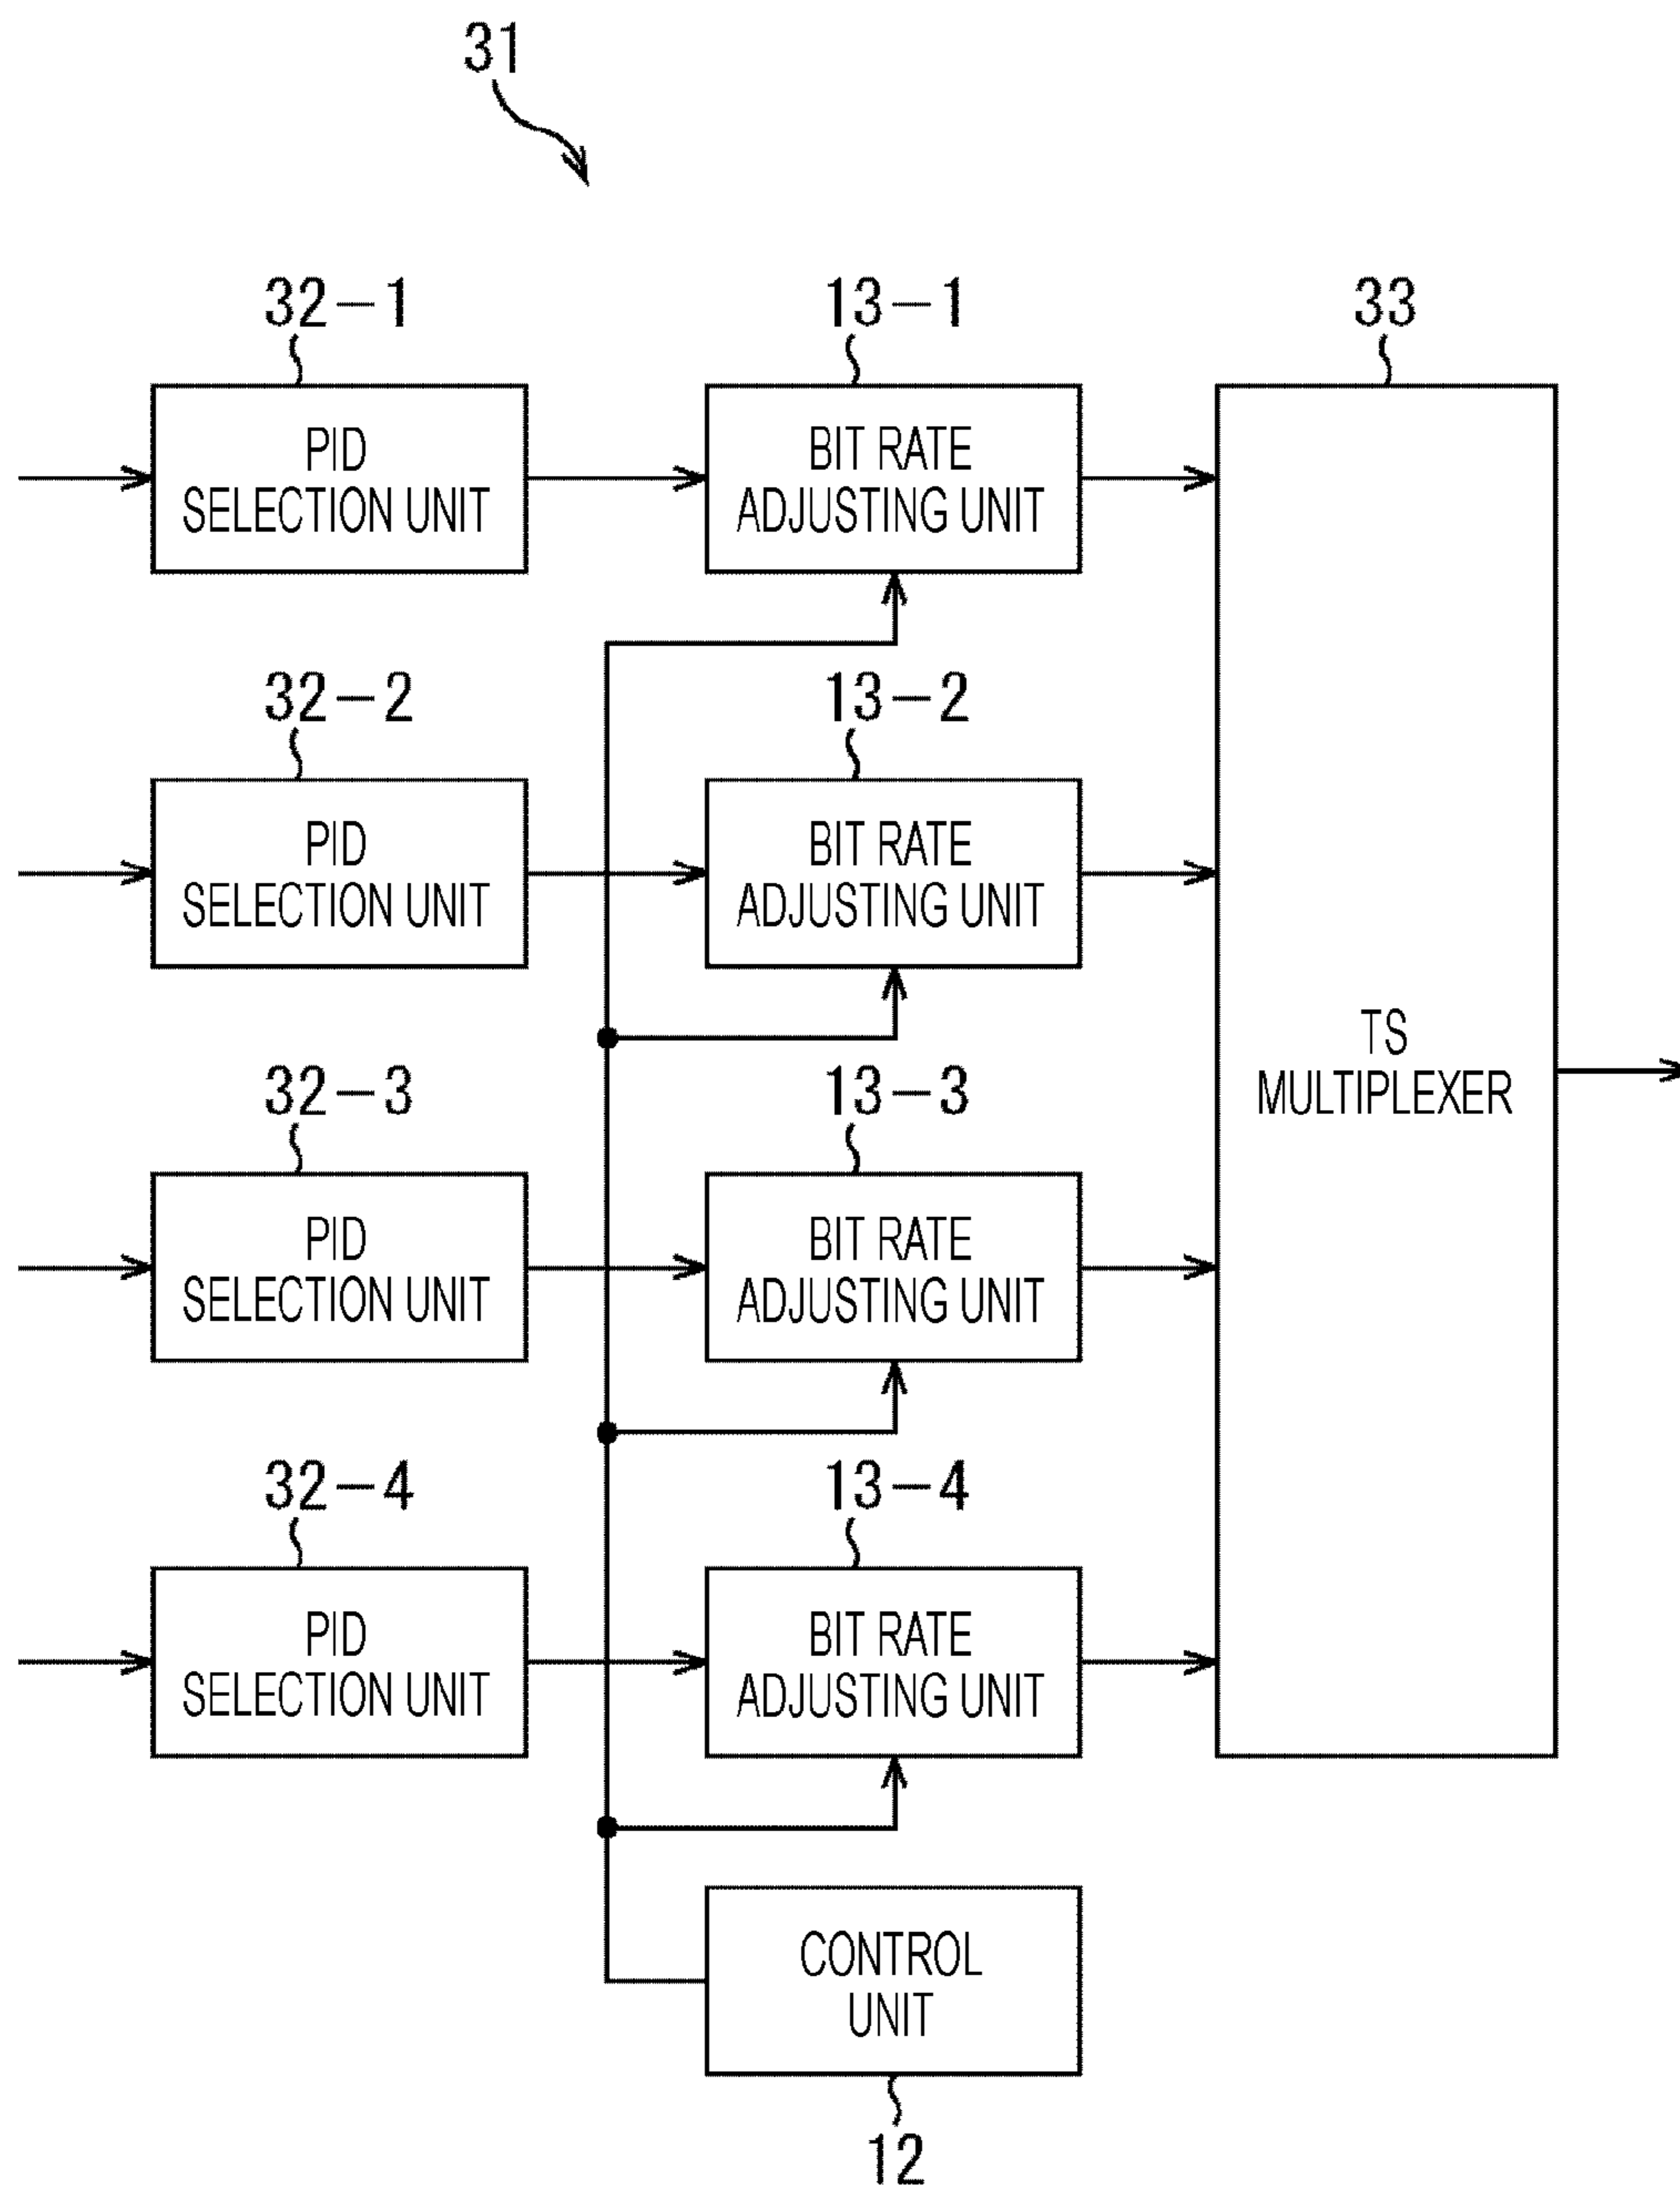 31
32-1
13-1
33
PID
SELECTION UNIT
BIT RATE
ADJUSTING UNIT
32-2
13-2
PID
SELECTION UNIT
BIT RATE
ADJUSTING UNIT
TS
MULTIPLEXER
32-3
13-3
PID
SELECTION UNIT
BIT RATE
ADJUSTING UNIT
32-4
13-4
PID
SELECTION UNIT
BIT RATE
ADJUSTING UNIT
CONTROL
UNIT
12